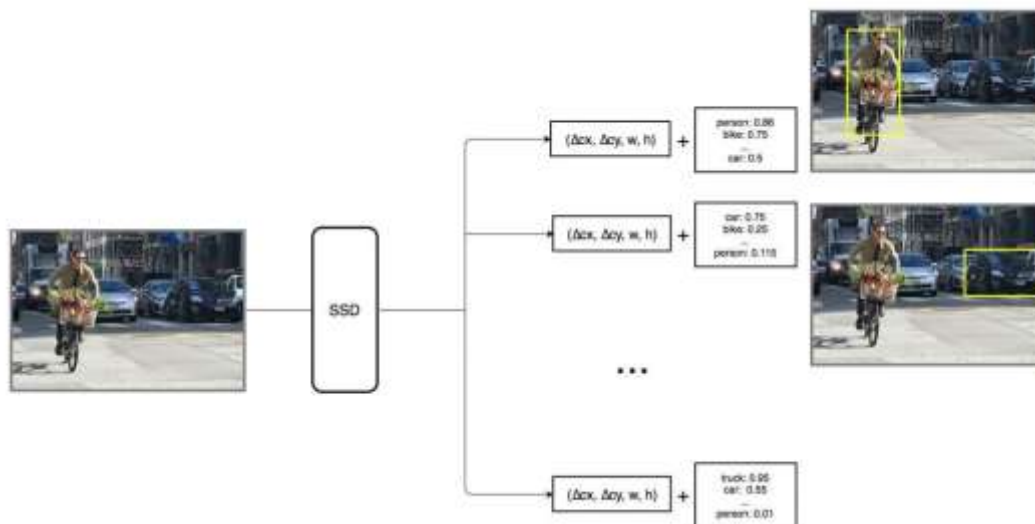 (Δcx, Δcy, w, h)
+
person: 0.86
bike: 0.75
...
car: 0.5
(Δcx, Δcy, w, h)
+
car: 0.75
bike: 0.25
...
person: 0.115
SSD
...
(Δcx, Δcy, w, h)
+
truck: 0.95
car: 0.55
...
person: 0.01